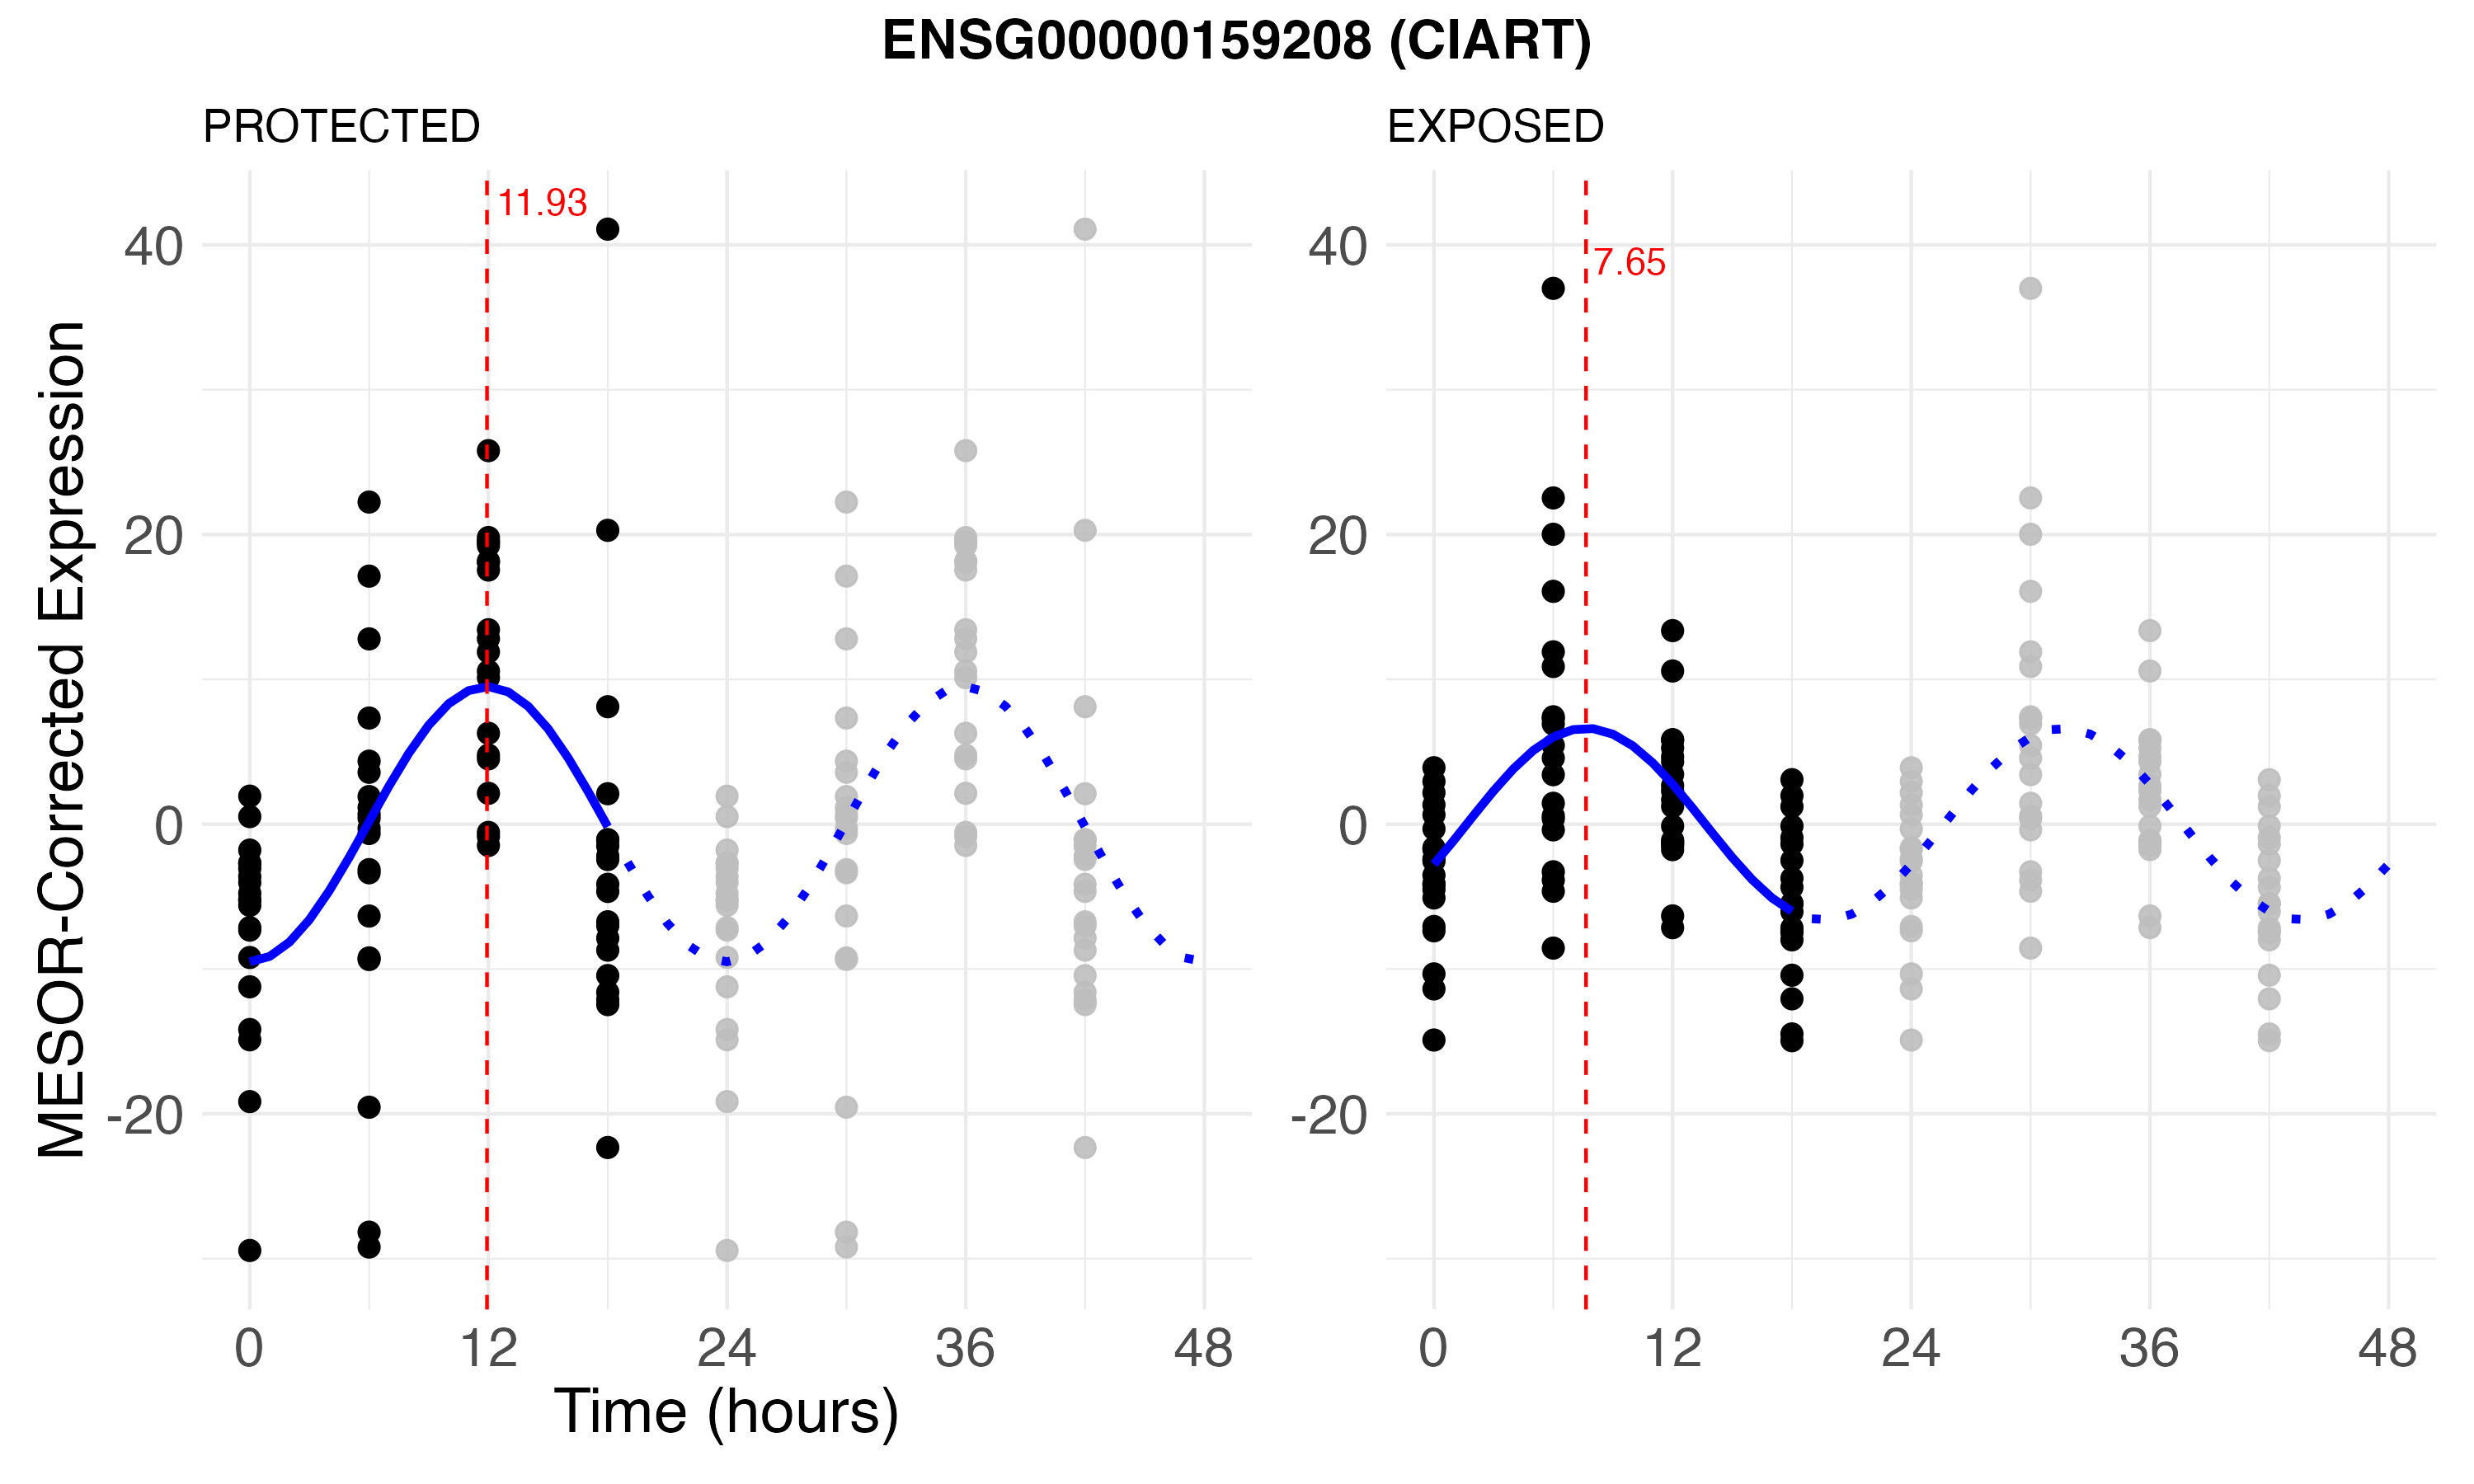 ENSG00000159208 (CIART)
PROTECTED
EXPOSED
MESOR-Corrected Expression
11.93
40
20
0
-20
0 12 24 36 48
7.65
40
20
0
-20
0 12 24 36 48
Time (hours)